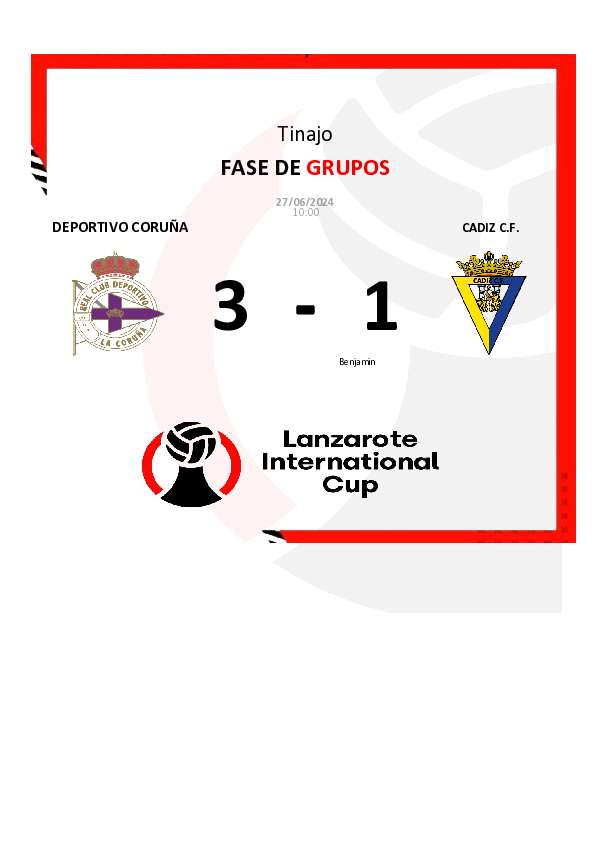 Tinajo
FASE DE GRUPOS
27/06/2024
10:00
DEPORTIVO CORUÑA
CADIZ C.F.
REAL CLUB DEPORTIVO
LA CORUÑA
CADIZ C.F.
3 - 1
Benjamin
Lanzarote
International
Cup